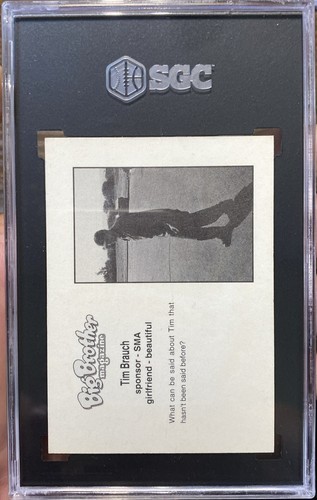 SGC
Big Brother
magazine
Tim Brauch
sponsor - SMA
girlfriend - beautiful
What can be said about Tim that
hasn't been said before?